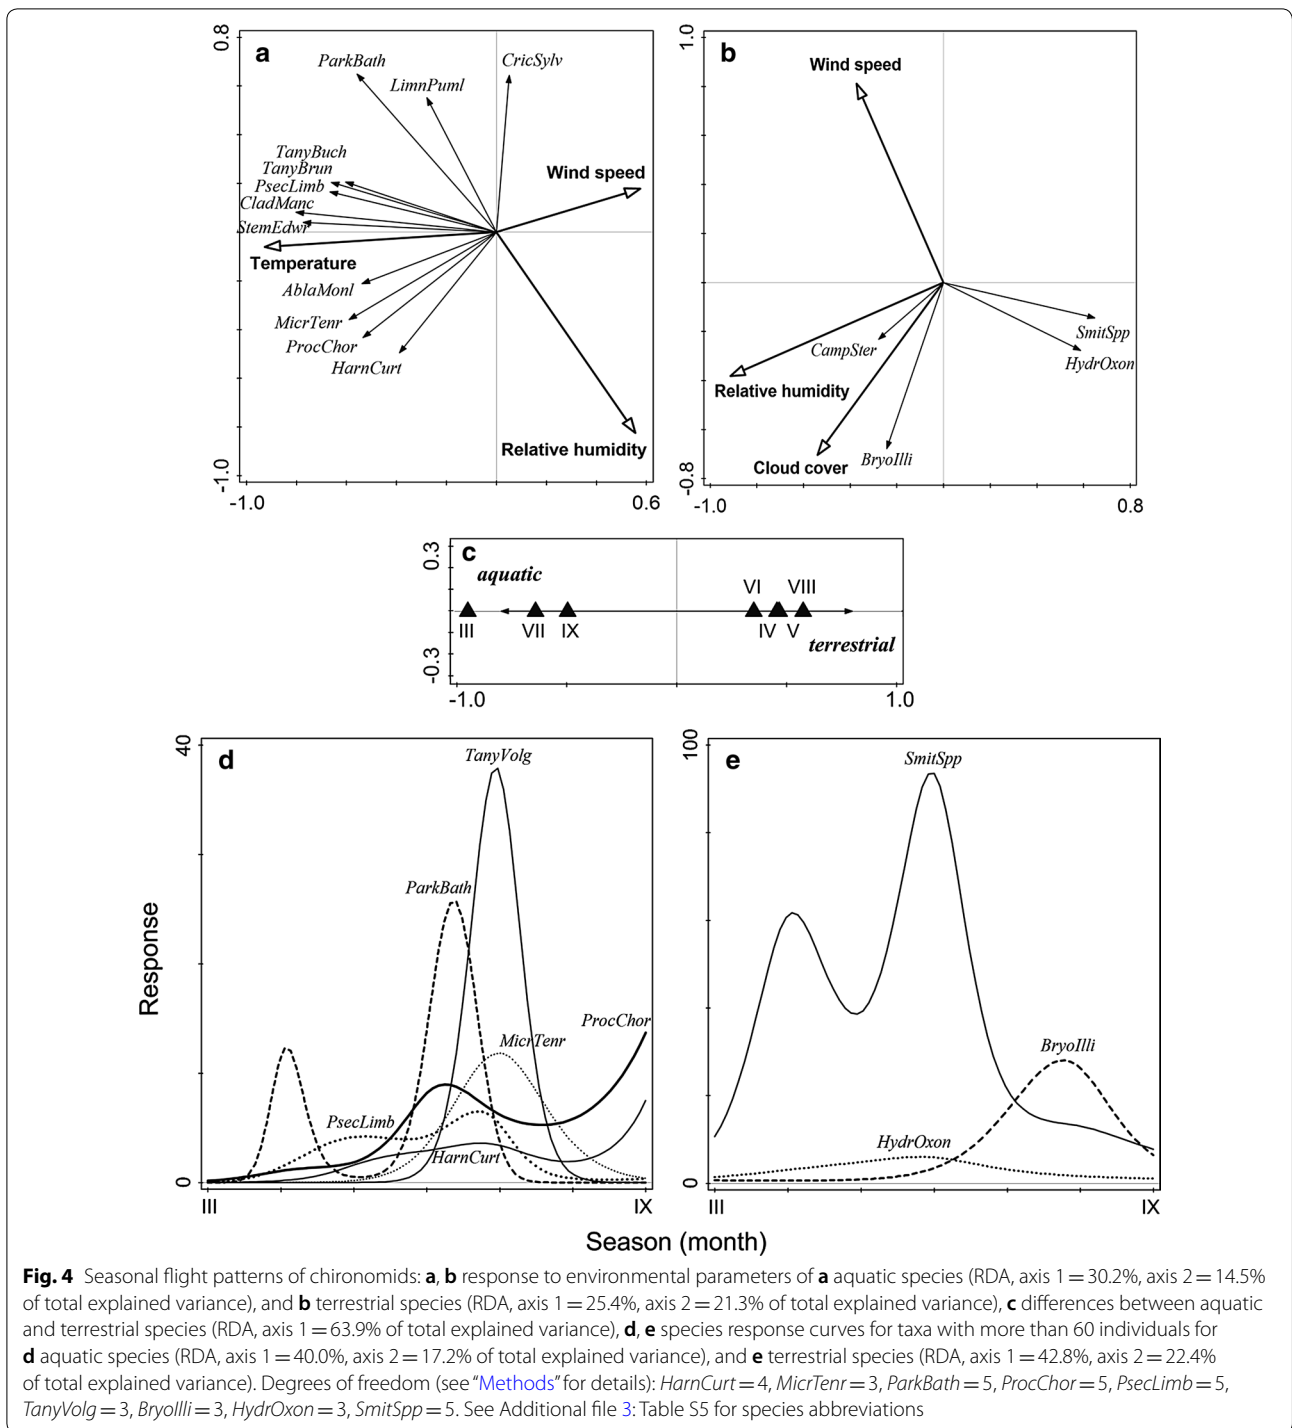 0.8
a
ParkBath
CricSylv
LimnPuml
TanyBuch
TanyBrun
PsecLimb
CladManc
StemEdwr
Wind speed
Temperature
AblaMonl
MicrTenr
ProcChor
HarnCurt
Relative humidity
-1.0
-1.0
0.6
1.0
b
Wind speed
SmitSpp
CampSter
HydrOxon
Relative humidity
BryoIlli
Cloud cover
-0.8
-1.0
0.8
0.3
c
aquatic
VI
VIII
III
VII
IX
IV
V
terrestrial
-0.3
-1.0
1.0
40
d
TanyVolg
ParkBath
MicrTenr
ProcChor
PsecLimb
HarnCurt
Response
0
III
IX
100
e
SmitSpp
BryoIlli
HydrOxon
0
III
IX
Season (month)
Fig. 4 Seasonal flight patterns of chironomids: a, b response to environmental parameters of a aquatic species (RDA, axis 1 = 30.2%, axis 2 = 14.5%
of total explained variance), and b terrestrial species (RDA, axis 1 = 25.4%, axis 2 = 21.3% of total explained variance), c differences between aquatic
and terrestrial species (RDA, axis 1 = 63.9% of total explained variance), d, e species response curves for taxa with more than 60 individuals for
d aquatic species (RDA, axis 1 = 40.0%, axis 2 = 17.2% of total explained variance), and e terrestrial species (RDA, axis 1 = 42.8%, axis 2 = 22.4%
of total explained variance). Degrees of freedom (see "Methods" for details): HarnCurt = 4, MicrTenr = 3, ParkBath = 5, ProcChor = 5, PsecLimb = 5,
TanyVolg = 3, BryoIlli = 3, HydrOxon = 3, SmitSpp = 5. See Additional file 3: Table S5 for species abbreviations